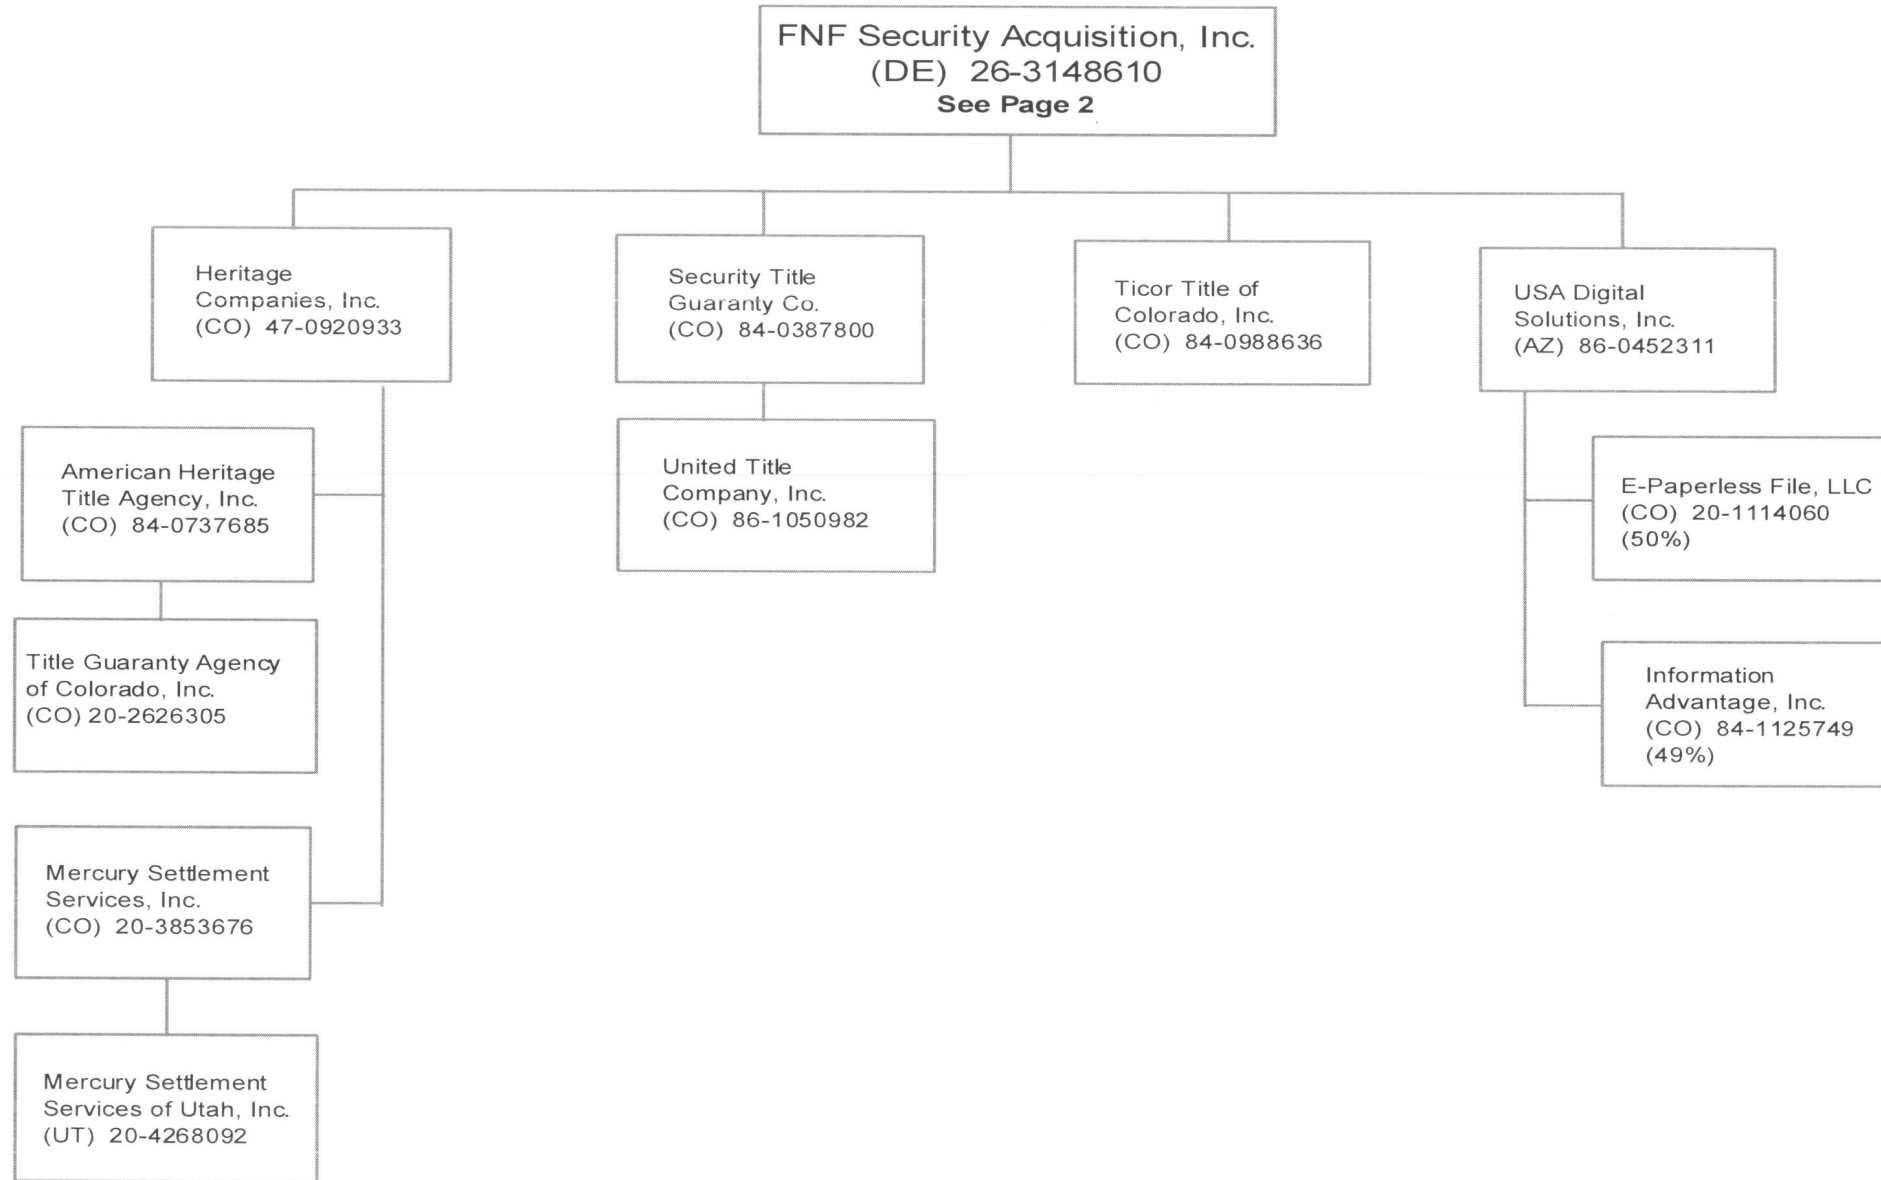 FNF Security Acquisition, Inc.
(DE) 26-3148610
See Page 2
Heritage
Companies, Inc.
(CO) 47-0920933
Security Title
Guaranty Co.
(CO) 84-0387800
Ticor Title of
Colorado, Inc.
(CO) 84-0988636
USA Digital
Solutions, Inc.
(AZ) 86-0452311
American Heritage
Title Agency, Inc.
(CO) 84-0737685
United Title
Company, Inc.
(CO) 86-1050982
E-Paperless File, LLC
(CO) 20-1114060
(50%)
Title Guaranty Agency
of Colorado, Inc.
(CO) 20-2626305
Information
Advantage, Inc.
(CO) 84-1125749
(49%)
Mercury Settlement
Services, Inc.
(CO) 20-3853676
Mercury Settlement
Services of Utah, Inc.
(UT) 20-4268092